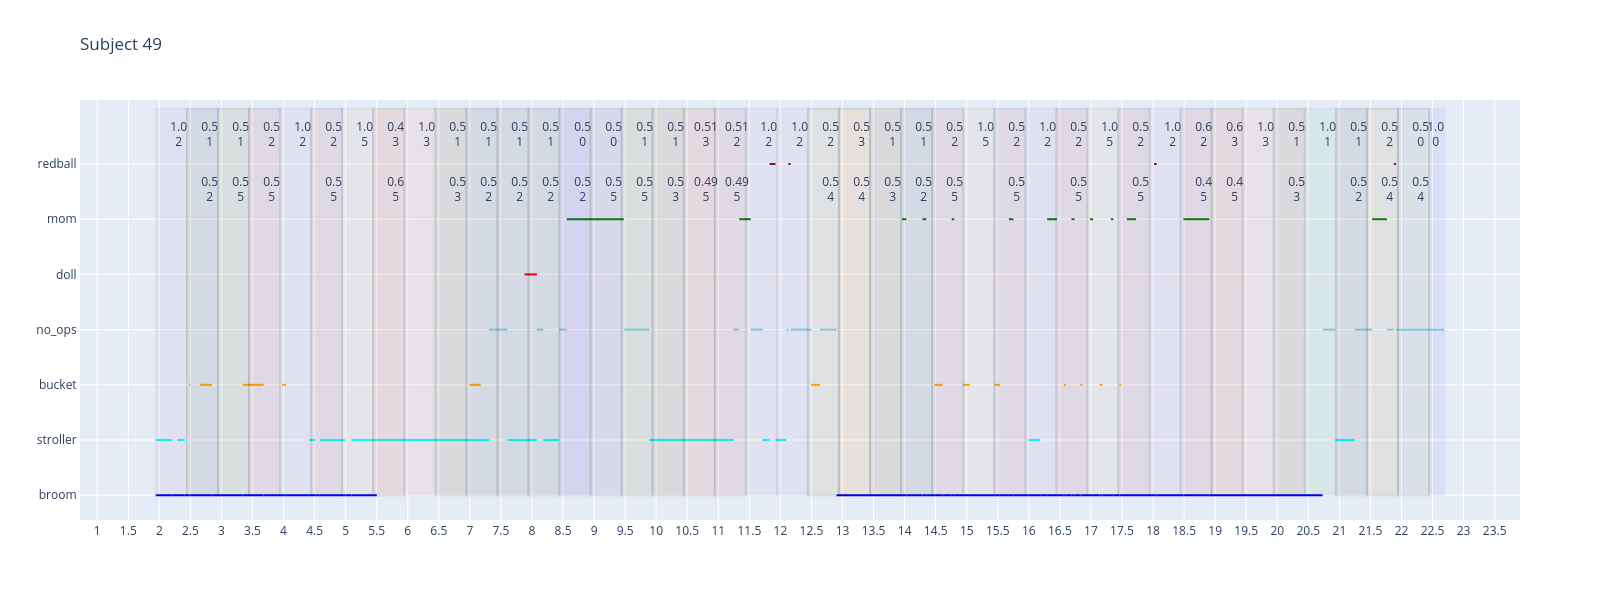 Subject 49
1.0 0.5 0.5 0.5 1.0 0.5 1.0 0.4 1.0 0.5 0.5 0.5 0.5 0.5 0.5 0.5 0.5 0.51 0.51 1.0 1.0 0.5 0.5 0.5 0.5 0.5 1.0 0.5 1.0 0.5 1.0 0.5 1.0 0.6 0.6 1.0 0.5 1.0 0.5 0.5 0.5 1.0
2 1 1 2 2 2 5 3 3 1 1 1 1 0 0 1 1 3 2 2 2 2 3 1 1 2 5 2 2 2 5 2 2 2 3 3 1 1 1 2 0 0
redball
0.5 0.5 0.5 0.5 0.6 0.5 0.5 0.5 0.5 0.5 0.5 0.5 0.5 0.49 0.49 0.5 0.5 0.5 0.5 0.5 0.5 0.5 0.5 0.4 0.4 0.5 0.5 0.5 0.5
2 5 5 5 5 3 2 2 2 2 5 5 3 5 5 4 4 3 2 5 5 5 5 5 5 3 2 4 4
mom
doll
no_ops
bucket
stroller
broom
1 1.5 2 2.5 3 3.5 4 4.5 5 5.5 6 6.5 7 7.5 8 8.5 9 9.5 10 10.5 11 11.5 12 12.5 13 13.5 14 14.5 15 15.5 16 16.5 17 17.5 18 18.5 19 19.5 20 20.5 21 21.5 22 22.5 23 23.5